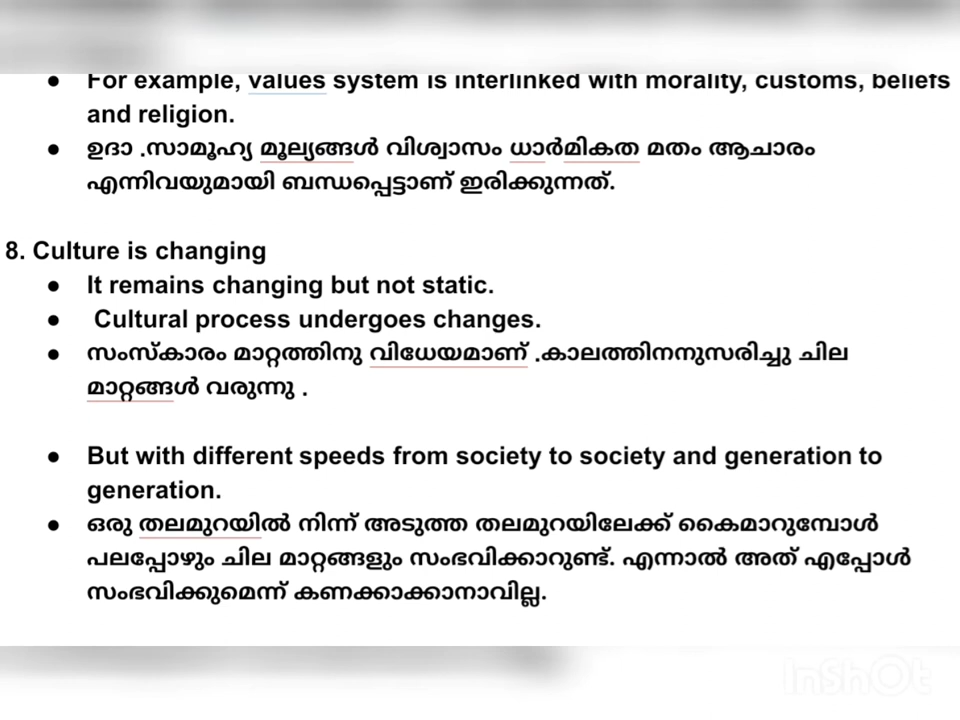 ● For example, values system is interlinked with morality, customs, beliefs
and religion.
● ഉദാ .സാമൂഹ്യ മൂല്യങ്ങൾ വിശ്വാസം ധാർമികത മതം ആചാരം
എന്നിവയുമായി ബന്ധപ്പെട്ടാണ് ഇരിക്കുന്നത്.
8. Culture is changing
● It remains changing but not static.
● Cultural process undergoes changes.
● സംസ്കാരം മാറ്റത്തിനു വിധേയമാണ് .കാലത്തിനനുസരിച്ചു ചില
മാറ്റങ്ങൾ വരുന്നു .
● But with different speeds from society to society and generation to
generation.
● ഒരു തലമുറയിൽ നിന്ന് അടുത്ത തലമുറയിലേക്ക് കൈമാറുമ്പോൾ
പലപ്പോഴും ചില മാറ്റങ്ങളും സംഭവിക്കാറുണ്ട്. എന്നാൽ അത് എപ്പോൾ
സംഭവിക്കുമെന്ന് കണക്കാക്കാനാവില്ല.
InShOt